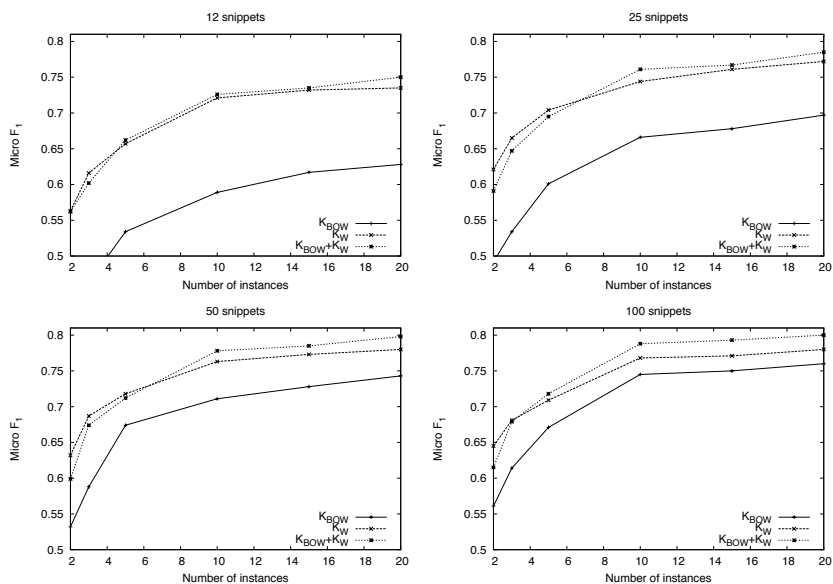 12 snippets
Micro F1
0.8
0.75
0.7
0.65
0.6
0.55
0.5
2 4 6 8 10 12 14 16 18 20
Number of instances
KBOW
KW
KBOW+KW
25 snippets
Micro F1
0.8
0.75
0.7
0.65
0.6
0.55
0.5
2 4 6 8 10 12 14 16 18 20
Number of instances
KBOW
KW
KBOW+KW
50 snippets
Micro F1
0.8
0.75
0.7
0.65
0.6
0.55
0.5
2 4 6 8 10 12 14 16 18 20
Number of instances
KBOW
KW
KBOW+KW
100 snippets
Micro F1
0.8
0.75
0.7
0.65
0.6
0.55
0.5
2 4 6 8 10 12 14 16 18 20
Number of instances
KBOW
KW
KBOW+KW